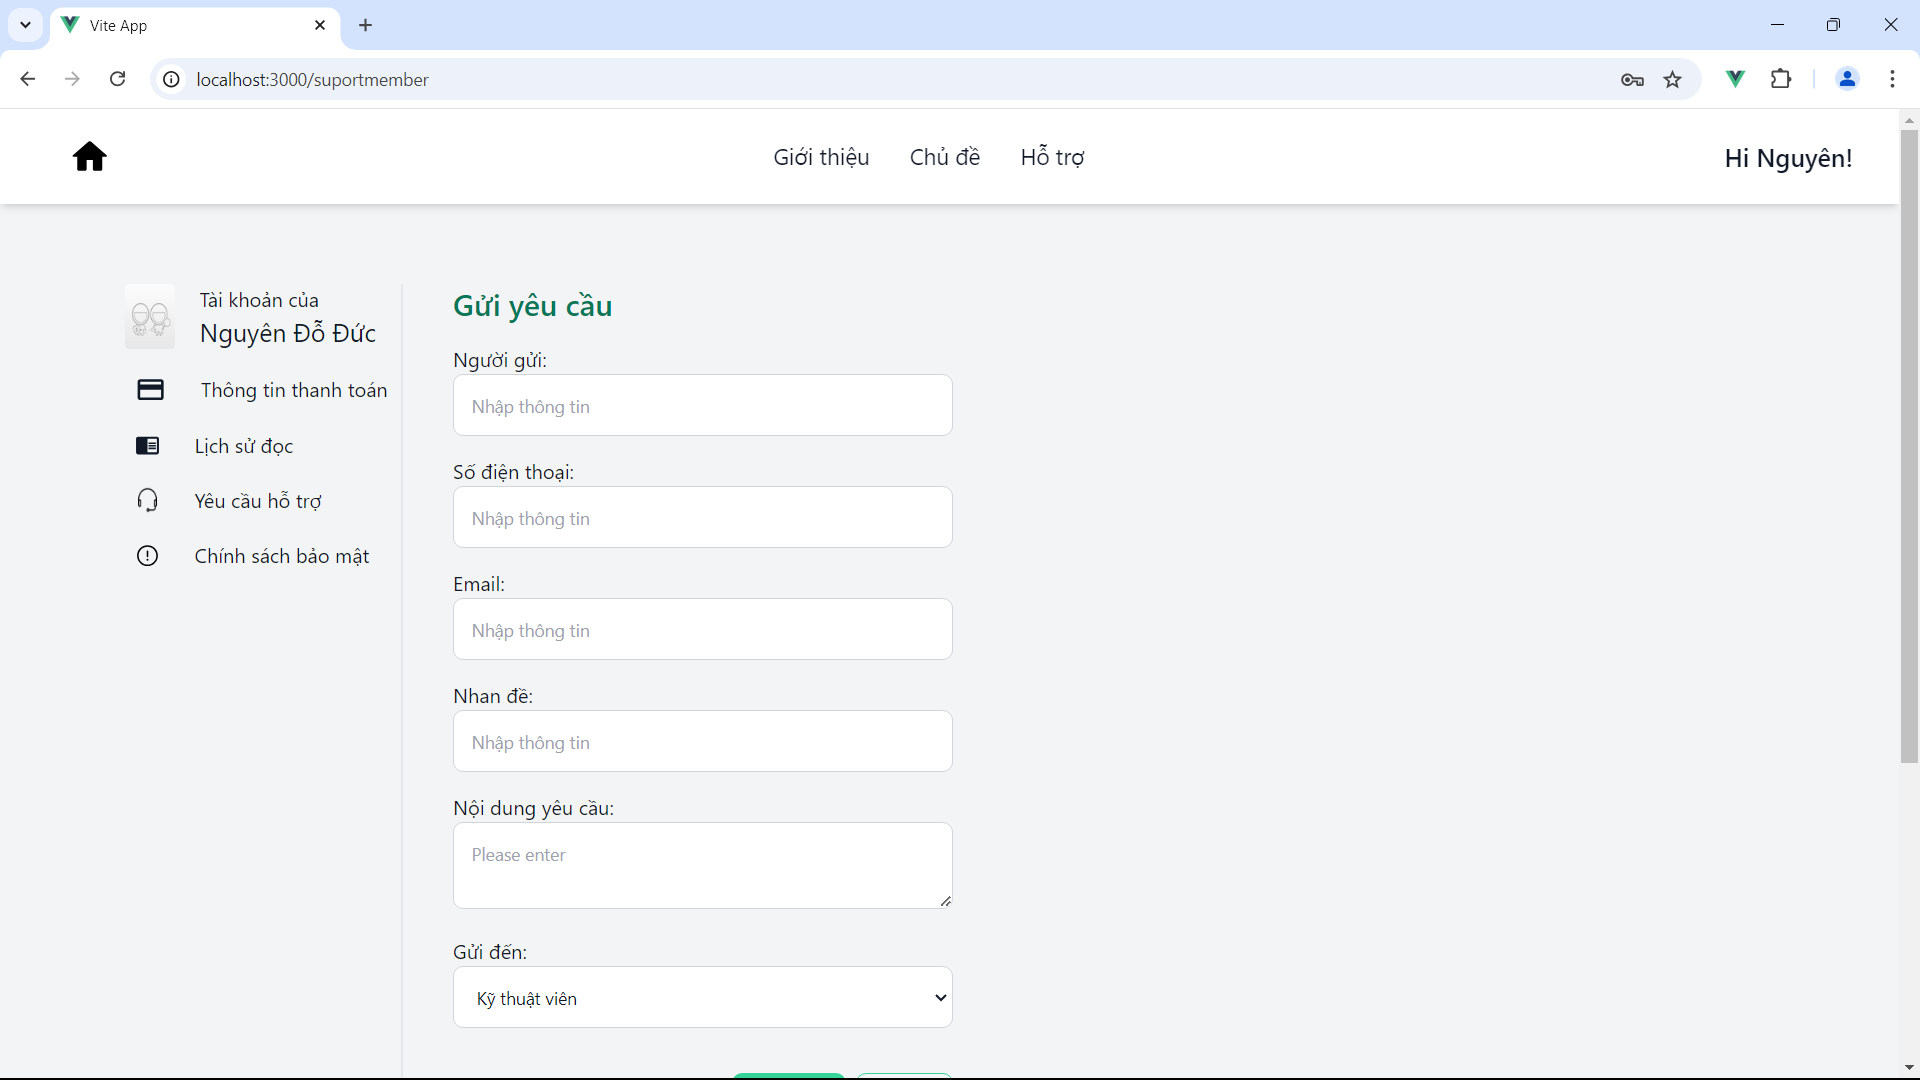 Vite App
localhost:3000/suportmember
Giới thiệu Chủ đề Hỗ trợ
Hi Nguyên!
Tài khoản của
Nguyên Đỗ Đức
Thông tin thanh toán
Lịch sử đọc
Yêu cầu hỗ trợ
Chính sách bảo mật
Gửi yêu cầu
Người gửi:
Nhập thông tin
Số điện thoại:
Nhập thông tin
Email:
Nhập thông tin
Nhan đề:
Nhập thông tin
Nội dung yêu cầu:
Please enter
Gửi đến:
Kỹ thuật viên